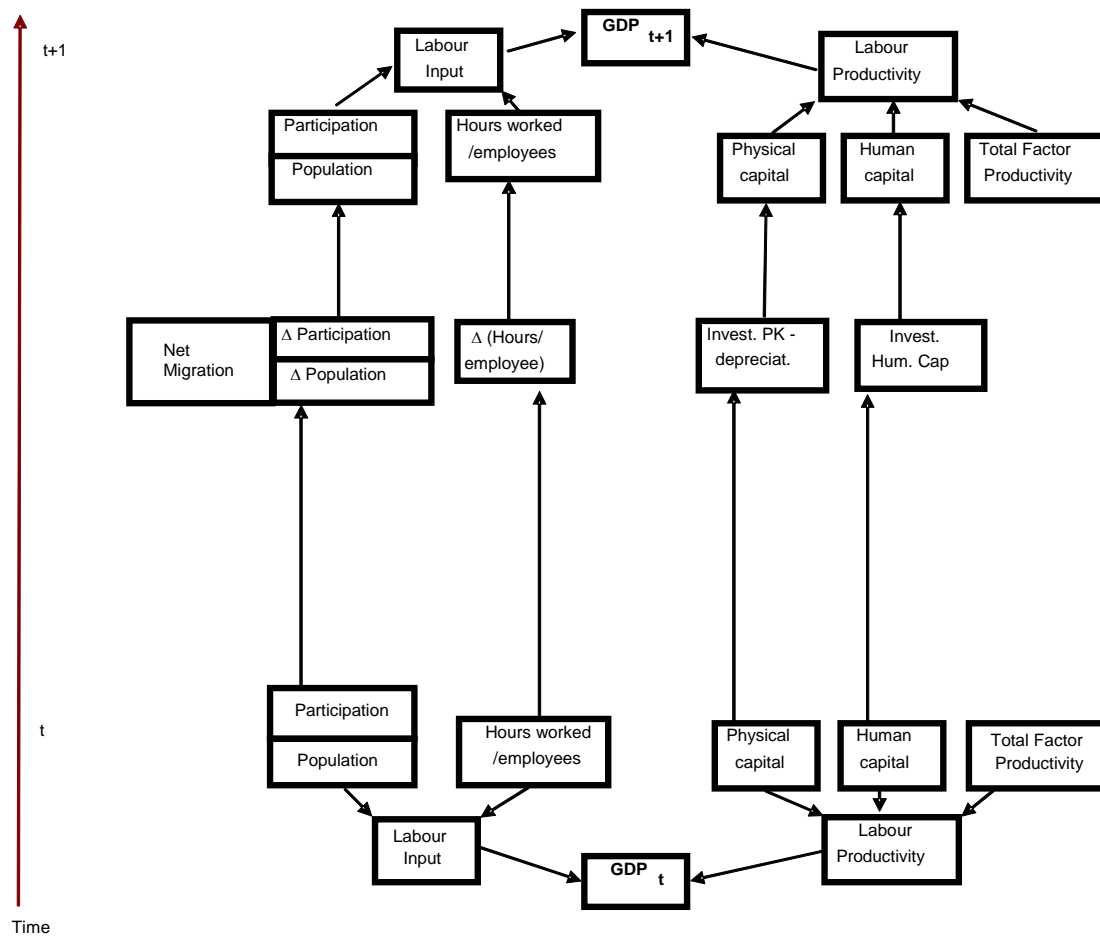 t+1
GDP t+1
Labour
Input
Labour
Productivity
Participation
Population
Hours worked
/employees
Physical
capital
Human
capital
Total Factor
Productivity
Net
Migration
Δ Participation
Δ Population
Δ (Hours/
employee)
Invest. PK -
depreciat.
Invest.
Hum. Cap
t
Participation
Population
Hours worked
/employees
Physical
capital
Human
capital
Total Factor
Productivity
Labour
Input
Labour
Productivity
GDP t
Time